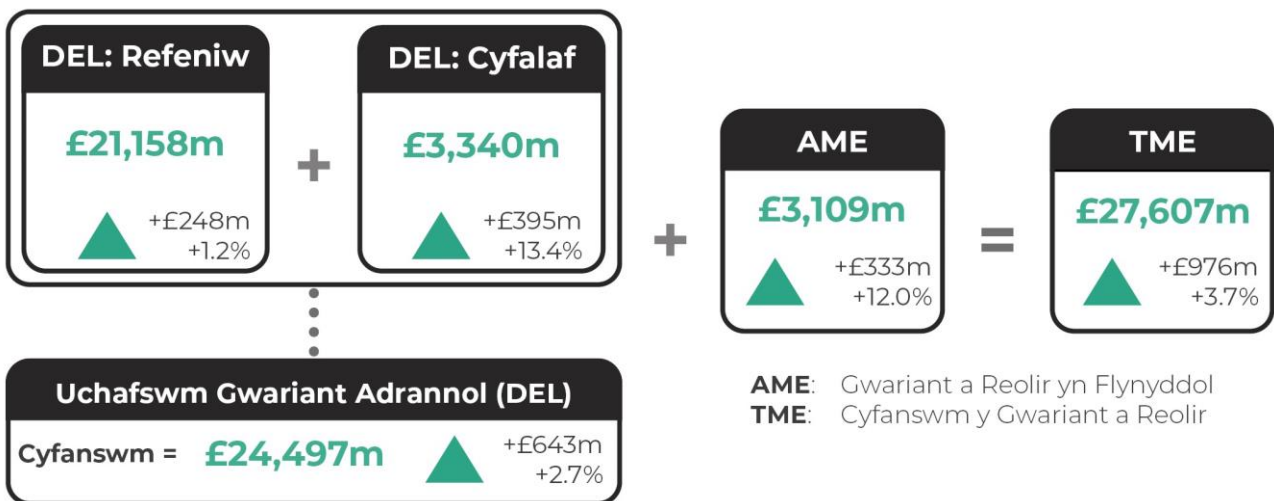 DEL: Refeniw
£21,158m
+£248m
+1.2%
+
DEL: Cyfalaf
£3,340m
+£395m
+13.4%
+
AME
£3,109m
+£333m
+12.0%
=
TME
£27,607m
+£976m
+3.7%
Uchafswm Gwariant Adrannol (DEL)
Cyfanswm = £24,497m
+£643m
+2.7%
AME: Gwariant a Reolir yn Flynyddol
TME: Cyfanswm y Gwariant a Reolir